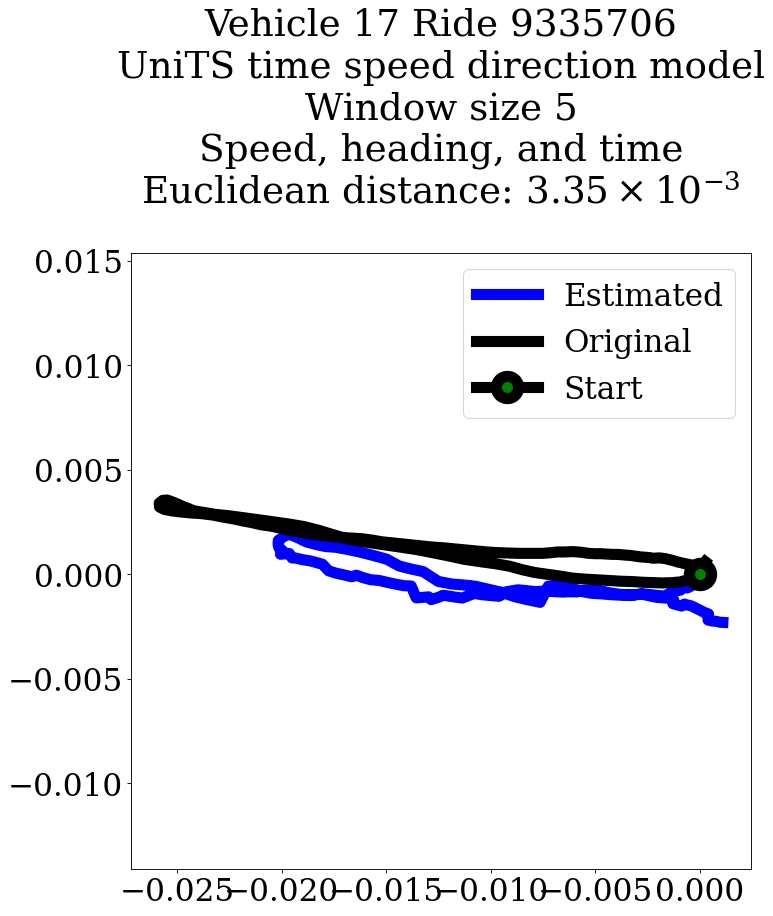 Vehicle 17 Ride 9335706
UniTS time speed direction model
Window size 5
Speed, heading, and time
Euclidean distance: 3.35 × 10⁻³
Estimated
Original
Start
0.015
0.010
0.005
0.000
−0.005
−0.010
−0.025 −0.020 −0.015 −0.010 −0.005 0.000